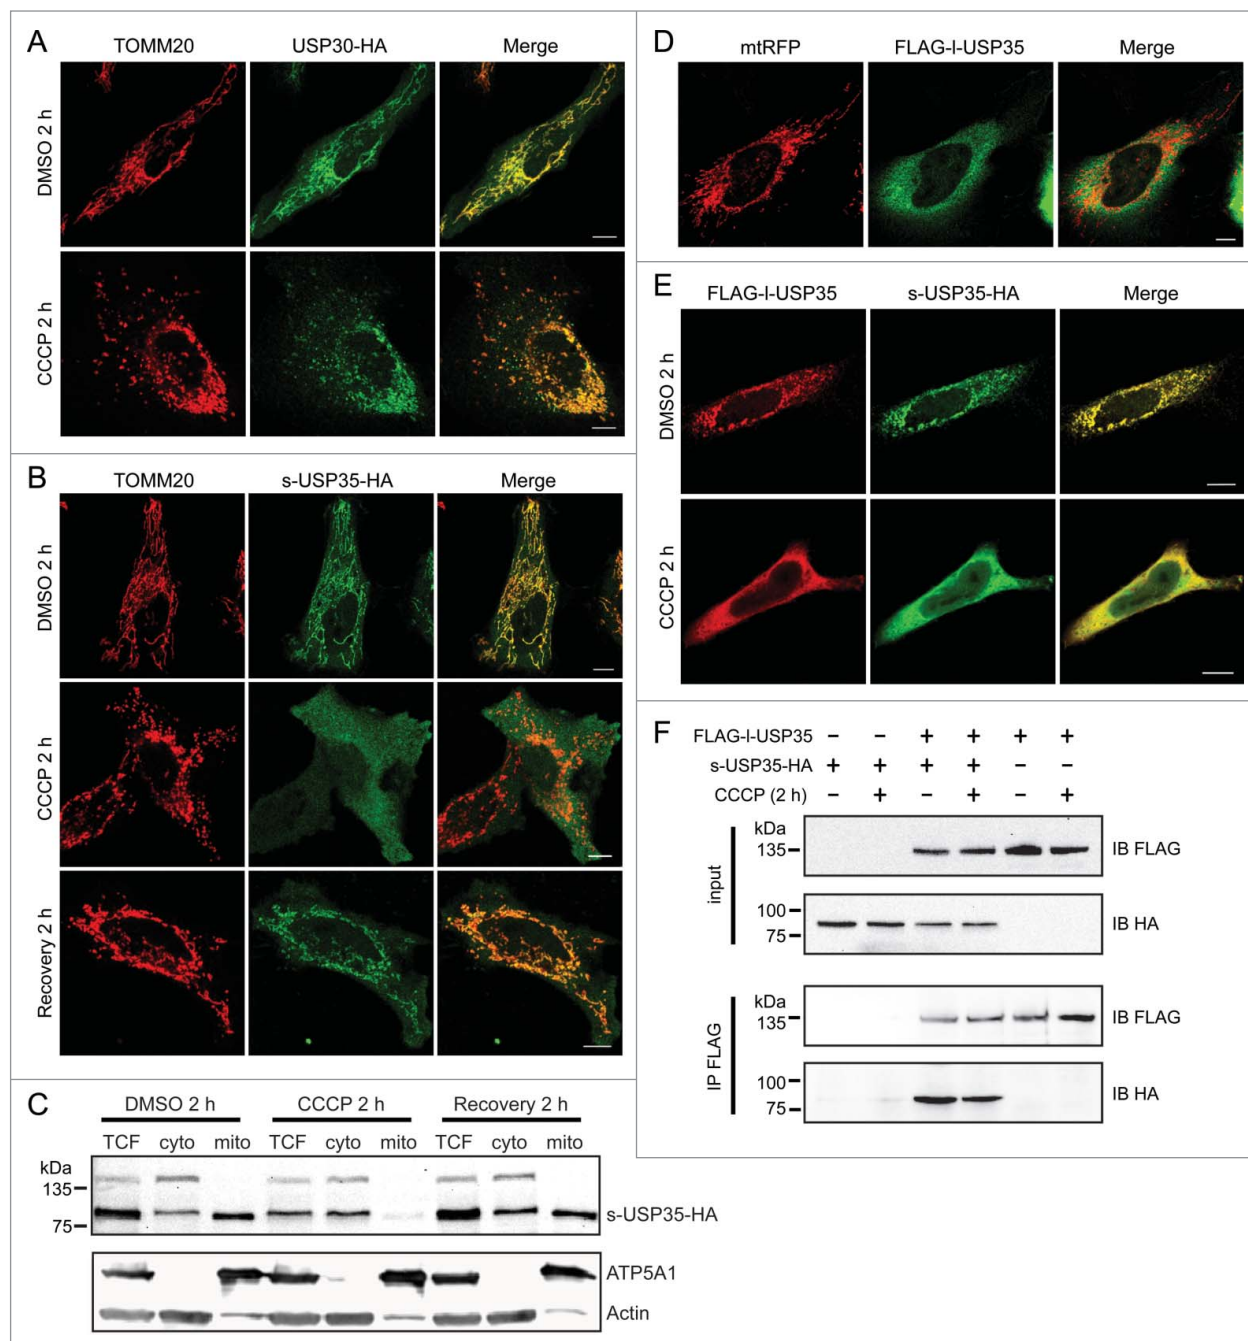 A
TOMM20 USP30-HA Merge
DMSO 2 h
CCCP 2 h
B
TOMM20 s-USP35-HA Merge
DMSO 2 h
CCCP 2 h
Recovery 2 h
C
DMSO 2 h CCCP 2 h Recovery 2 h
TCF cyto mito TCF cyto mito TCF cyto mito
kDa
135
75
s-USP35-HA
ATP5A1
Actin
D
mtRFP FLAG-l-USP35 Merge
E
FLAG-l-USP35 s-USP35-HA Merge
DMSO 2 h
CCCP 2 h
F
FLAG-l-USP35 – – + + + +
s-USP35-HA + + + + – –
CCCP (2 h) – + – + – +
input
kDa
135
IB FLAG
100
75
IB HA
IP FLAG
kDa
135
IB FLAG
100
75
IB HA